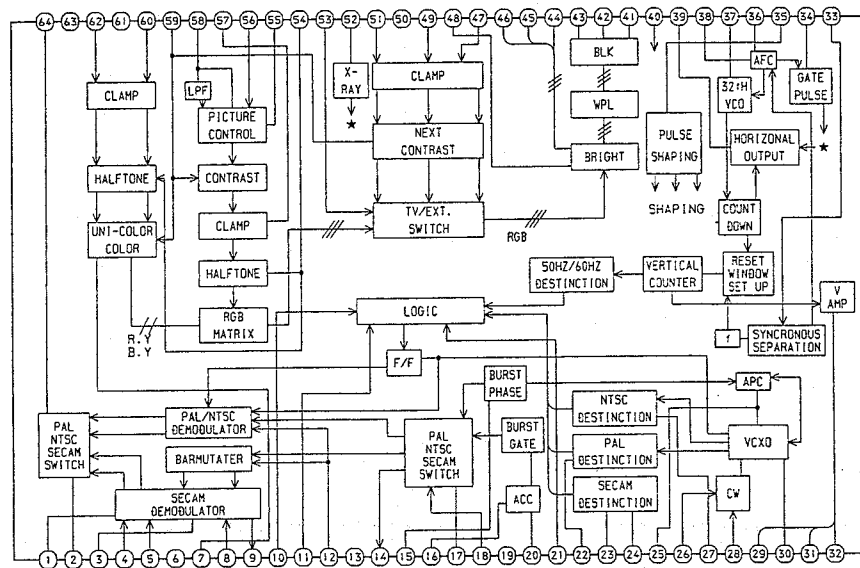 64 63 62 61 60 59 58 57 56 55 54 53 52 51 50 49 48 47 46 45 44 43 42 41 40 39 38 37 36 35 34 33
CLAMP
LPF
PICTURE
CONTROL
X-
RAY
★
CLAMP
BLK
WPL
AFC
32fH
VCO
GATE
PULSE
★
PULSE
SHAPING
HORIZONAL
OUTPUT
NEXT
CONTRAST
BRIGHT
HALFTONE
CONTRAST
SHAPING
UNI-COLOR
COLOR
CLAMP
TV/EXT.
SWITCH
RGB
COUNT
DOWN
HALFTONE
50HZ/60HZ
DESTINCTION
VERTICAL
COUNTER
RESET
WINDOW
SET UP
V
AMP
RGB
MATRIX
R.Y
B.Y
LOGIC
f
SYNCRONOUS
SEPARATION
F/F
BURST
PHASE
APC
PAL
NTSC
SECAM
SWITCH
PAL/NTSC
DEMODULATOR
PAL
NTSC
SECAM
SWITCH
BURST
GATE
NTSC
DESTINCTION
VCXO
BARMUTATER
PAL
DESTINCTION
SECAM
DEMODULATOR
ACC
SECAM
DESTINCTION
CW
1 2 3 4 5 6 7 8 9 10 11 12 13 14 15 16 17 18 19 20 21 22 23 24 25 26 27 28 29 30 31 32